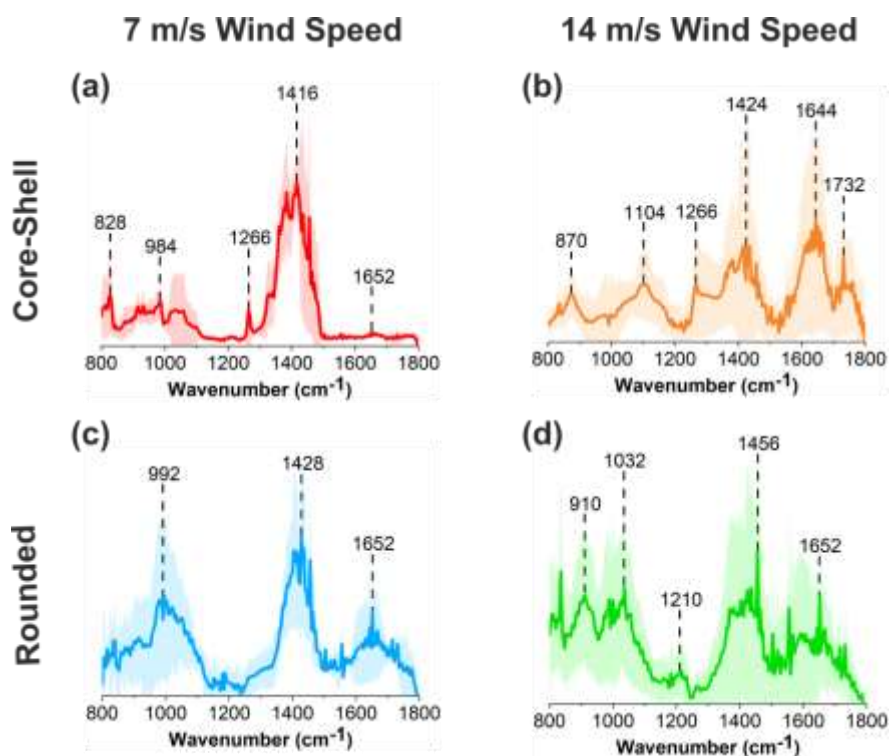 7 m/s Wind Speed
14 m/s Wind Speed
Core-Shell
(a)
1416
828
984
1266
1652
800 1000 1200 1400 1600 1800
Wavenumber (cm-1)
(b)
1424
1644
1732
870
1104
1266
800 1000 1200 1400 1600 1800
Wavenumber (cm-1)
Rounded
(c)
992
1428
1652
800 1000 1200 1400 1600 1800
Wavenumber (cm-1)
(d)
1032
1456
910
1652
1210
800 1000 1200 1400 1600 1800
Wavenumber (cm-1)